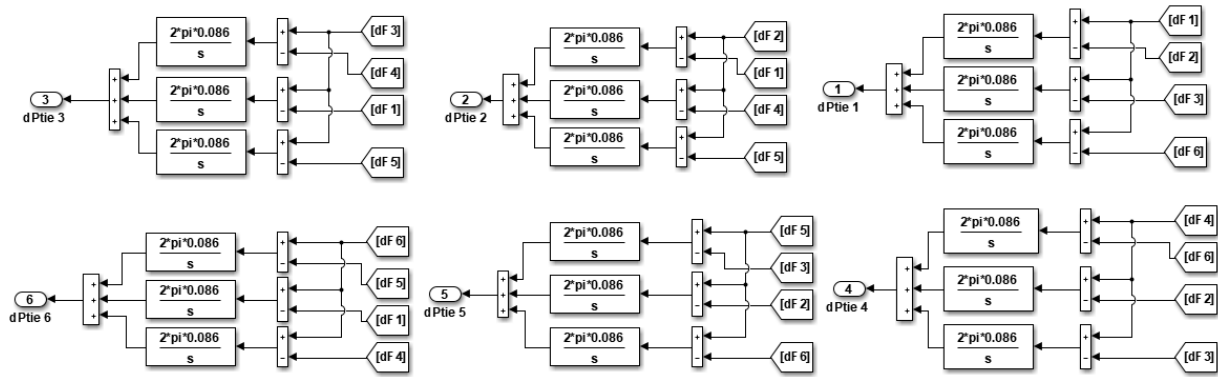 2*pi*0.086
s
+
−
[dF 3]
[dF 4]
3
dPtie 3
+
+
+
2*pi*0.086
s
+
−
[dF 1]
2*pi*0.086
s
+
−
[dF 5]
2*pi*0.086
s
+
−
[dF 2]
[dF 1]
2
dPtie 2
+
+
+
2*pi*0.086
s
+
−
[dF 4]
2*pi*0.086
s
+
−
[dF 5]
2*pi*0.086
s
+
−
[dF 1]
[dF 2]
1
dPtie 1
+
+
+
2*pi*0.086
s
+
−
[dF 3]
2*pi*0.086
s
+
−
[dF 6]
2*pi*0.086
s
+
−
[dF 6]
[dF 5]
6
dPtie 6
+
+
+
2*pi*0.086
s
+
−
[dF 1]
2*pi*0.086
s
+
−
[dF 4]
2*pi*0.086
s
+
−
[dF 5]
[dF 3]
5
dPtie 5
+
+
+
2*pi*0.086
s
+
−
[dF 2]
2*pi*0.086
s
+
−
[dF 6]
2*pi*0.086
s
+
−
[dF 4]
[dF 6]
4
dPtie 4
+
+
+
2*pi*0.086
s
+
−
[dF 2]
2*pi*0.086
s
+
−
[dF 3]